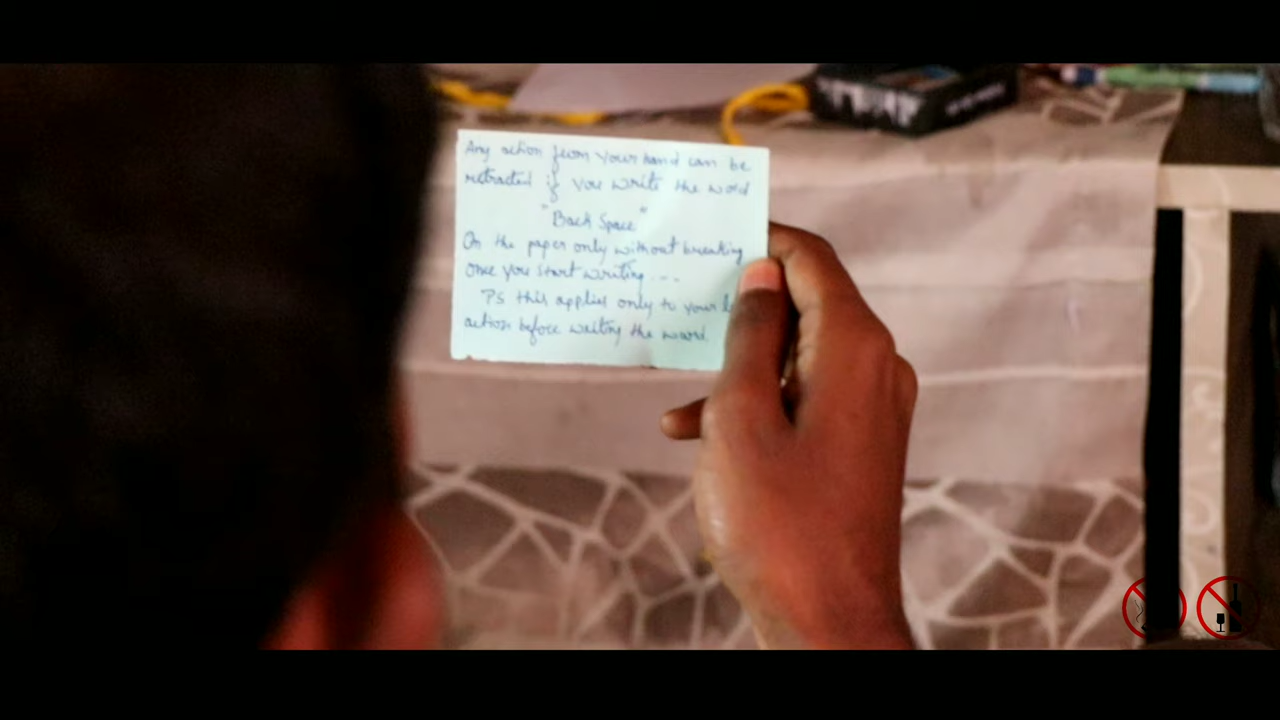 Any action from your hand can be
retracted if you write the word
"Back Space"
On the paper only without breaking
once you start writing ....
PS this applies only to your
action before writing the word.